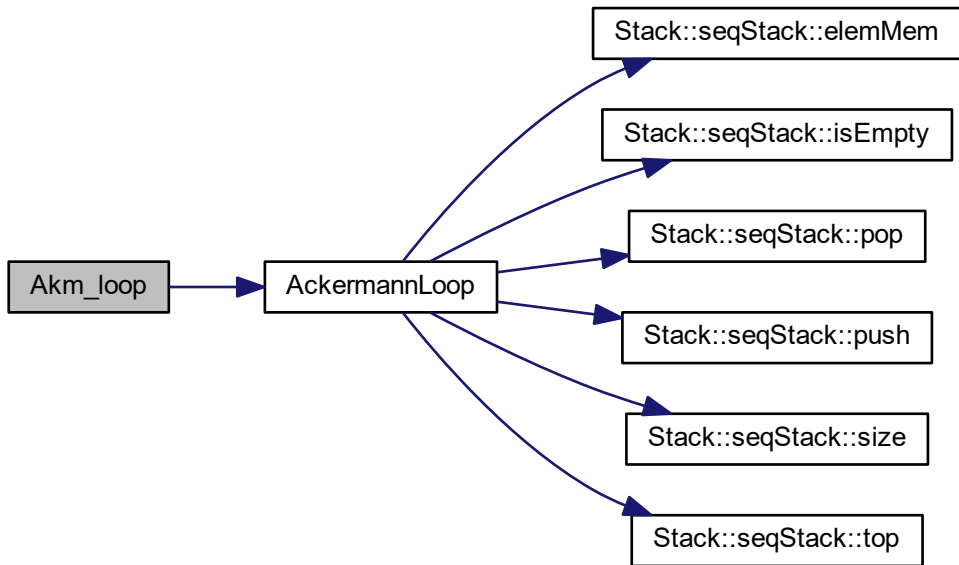 Stack::seqStack::elemMem
Stack::seqStack::isEmpty
Stack::seqStack::pop
Akm_loop
AckermannLoop
Stack::seqStack::push
Stack::seqStack::size
Stack::seqStack::top